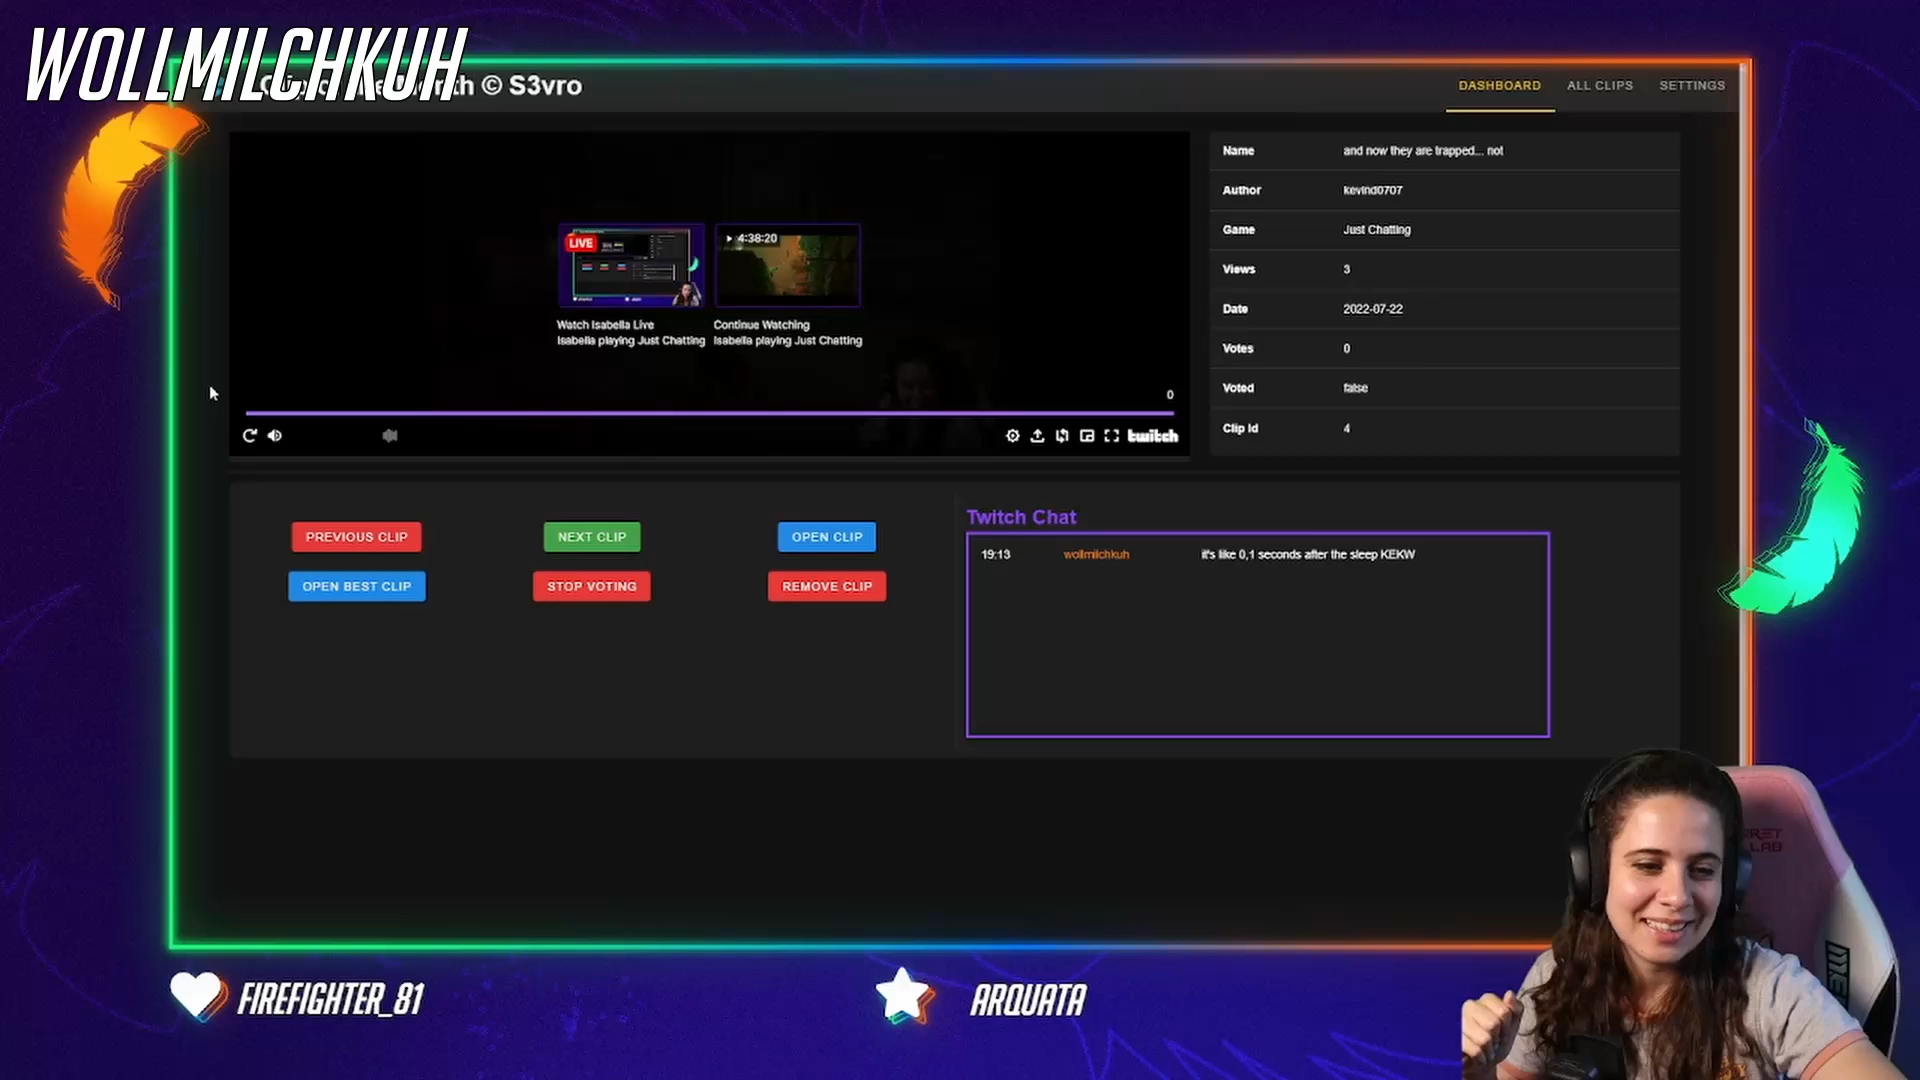 WOLLMILCHKUH
© S3vro
DASHBOARD
ALL CLIPS
SETTINGS
LIVE
4:38:20
Watch Isabella Live
Isabella playing Just Chatting
Continue Watching
Isabella playing Just Chatting
0
twitch
Name and now they are trapped... not
Author kevind0707
Game Just Chatting
Views 3
Date 2022-07-22
Votes 0
Voted false
Clip Id 4
PREVIOUS CLIP
NEXT CLIP
OPEN CLIP
OPEN BEST CLIP
STOP VOTING
REMOVE CLIP
Twitch Chat
19:13 wollmilchkuh it's like 0,1 seconds after the sleep KEKW
FIREFIGHTER_81
ARQUATA